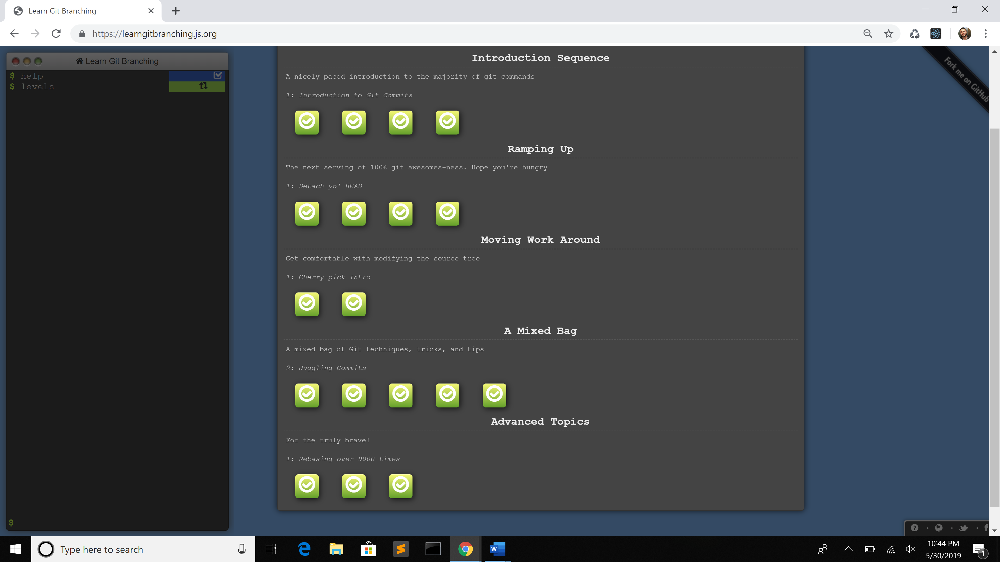 Learn Git Branching
https://learngitbranching.js.org
Learn Git Branching
$ help
$ levels
$
Introduction Sequence
A nicely paced introduction to the majority of git commands
1: Introduction to Git Commits
Ramping Up
The next serving of 100% git awesomes-ness. Hope you're hungry
1: Detach yo' HEAD
Moving Work Around
Get comfortable with modifying the source tree
1: Cherry-pick Intro
A Mixed Bag
A mixed bag of Git techniques, tricks, and tips
2: Juggling Commits
Advanced Topics
For the truly brave!
1: Rebasing over 9000 times
Fork me on GitHub
Type here to search
10:44 PM
5/30/2019
1